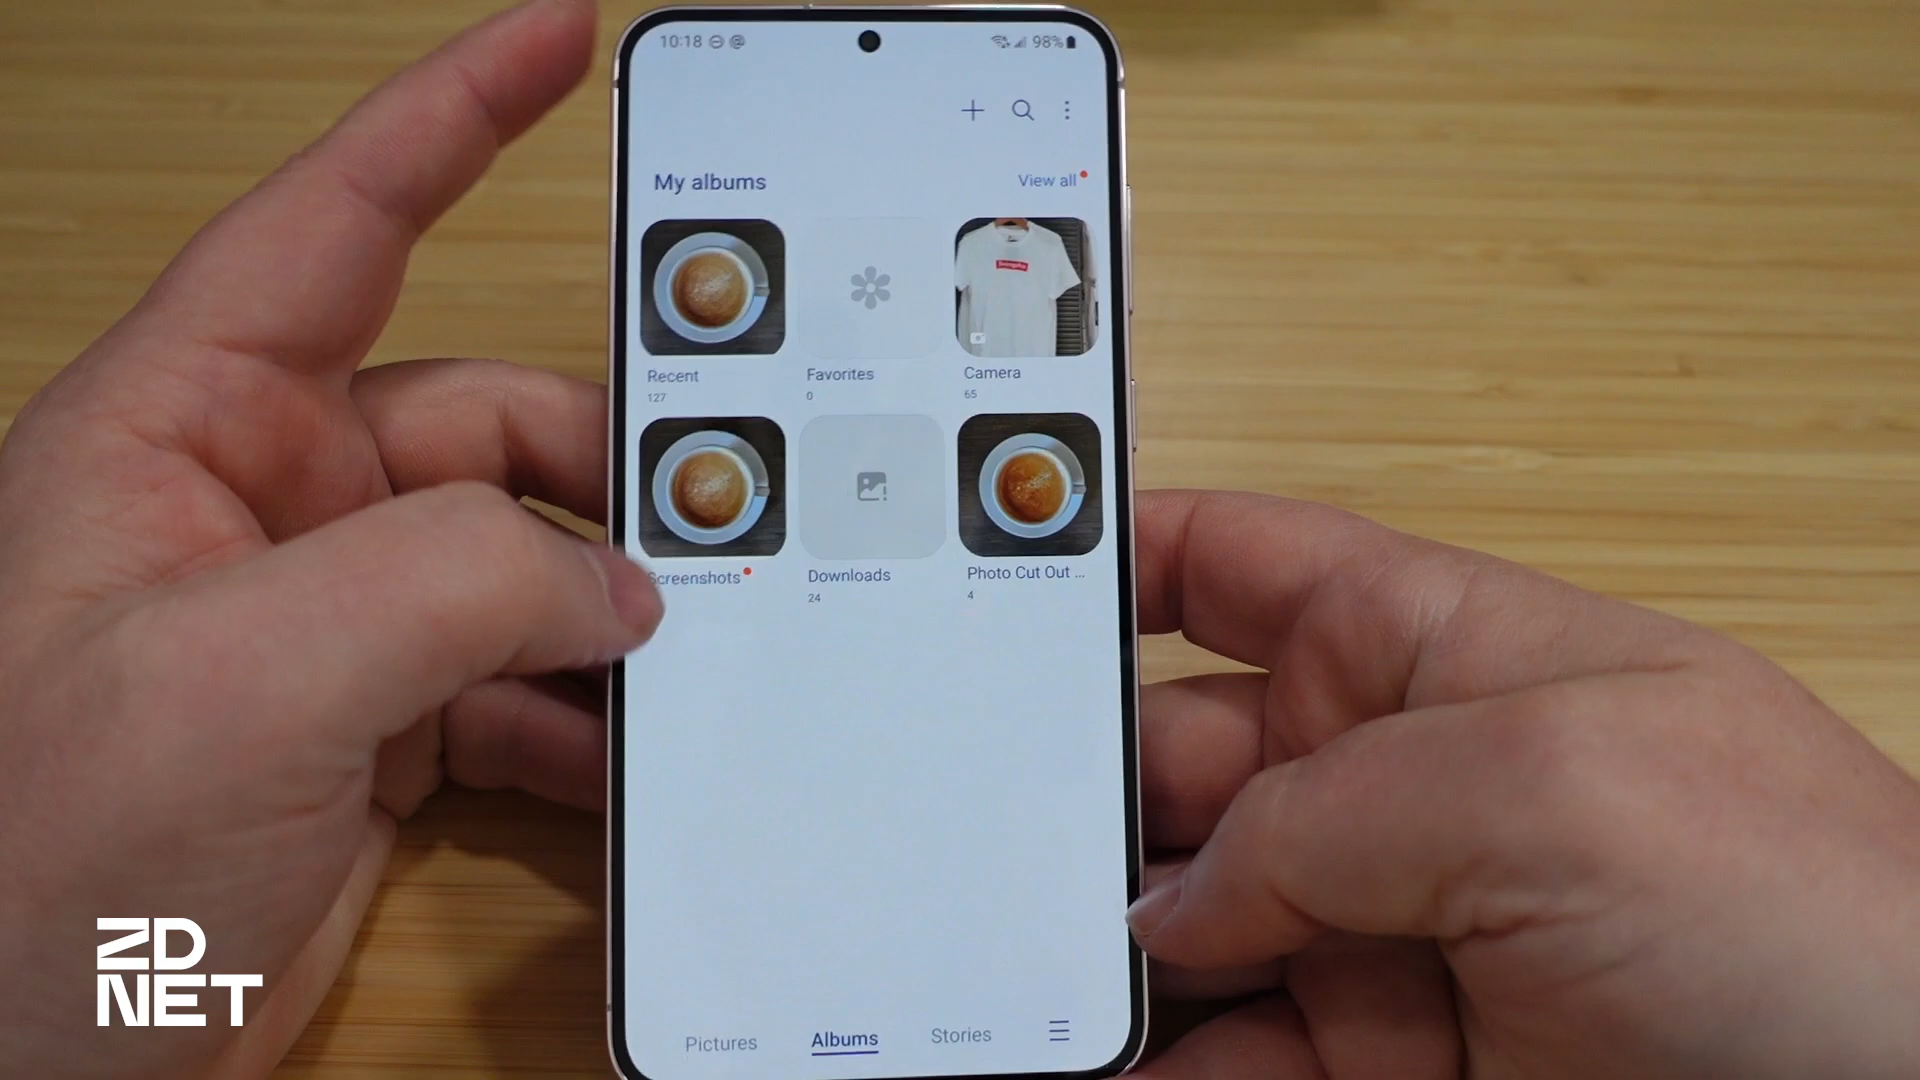 10:18
98%
My albums
View all
Recent
127
Favorites
0
Camera
65
Screenshots
Downloads
24
Photo Cut Out ...
4
Pictures
Albums
Stories
ZD
NET